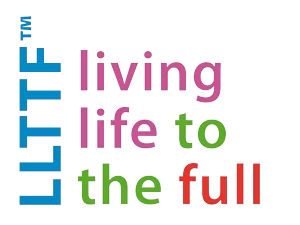 LLTTF™
living
life to
the full